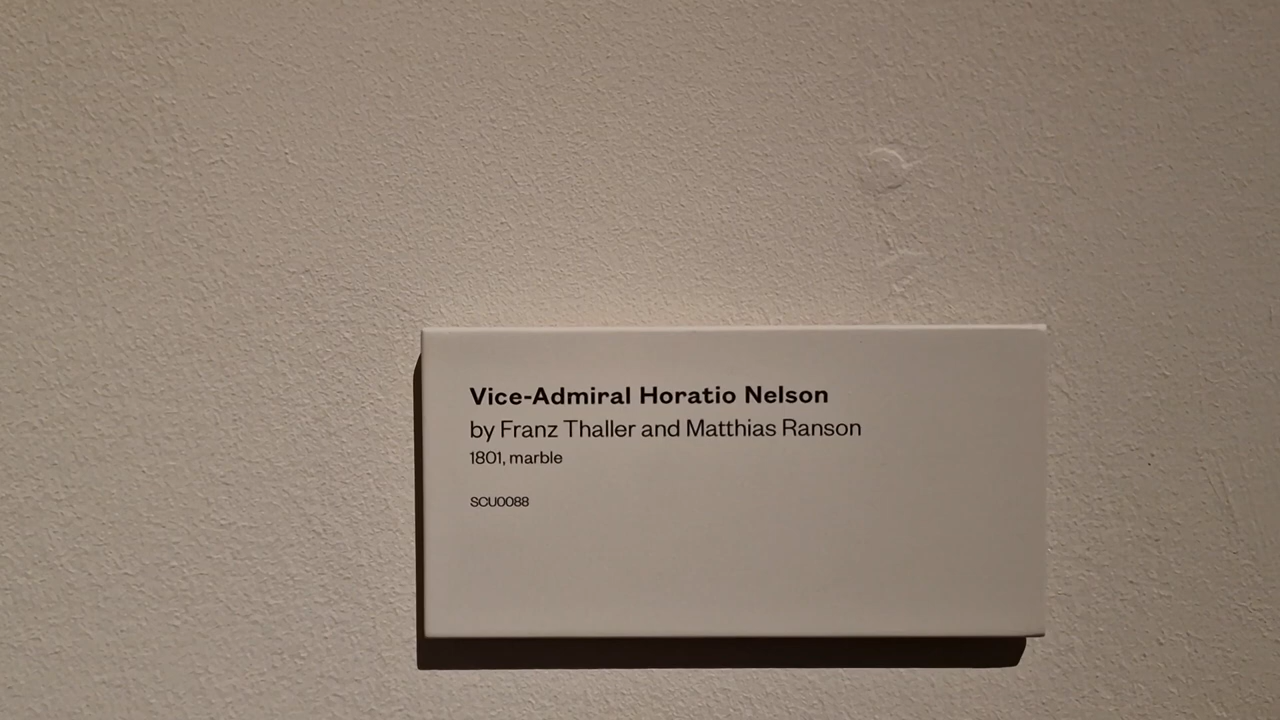 Vice-Admiral Horatio Nelson
by Franz Thaller and Matthias Ranson
1801, marble
SCU0088